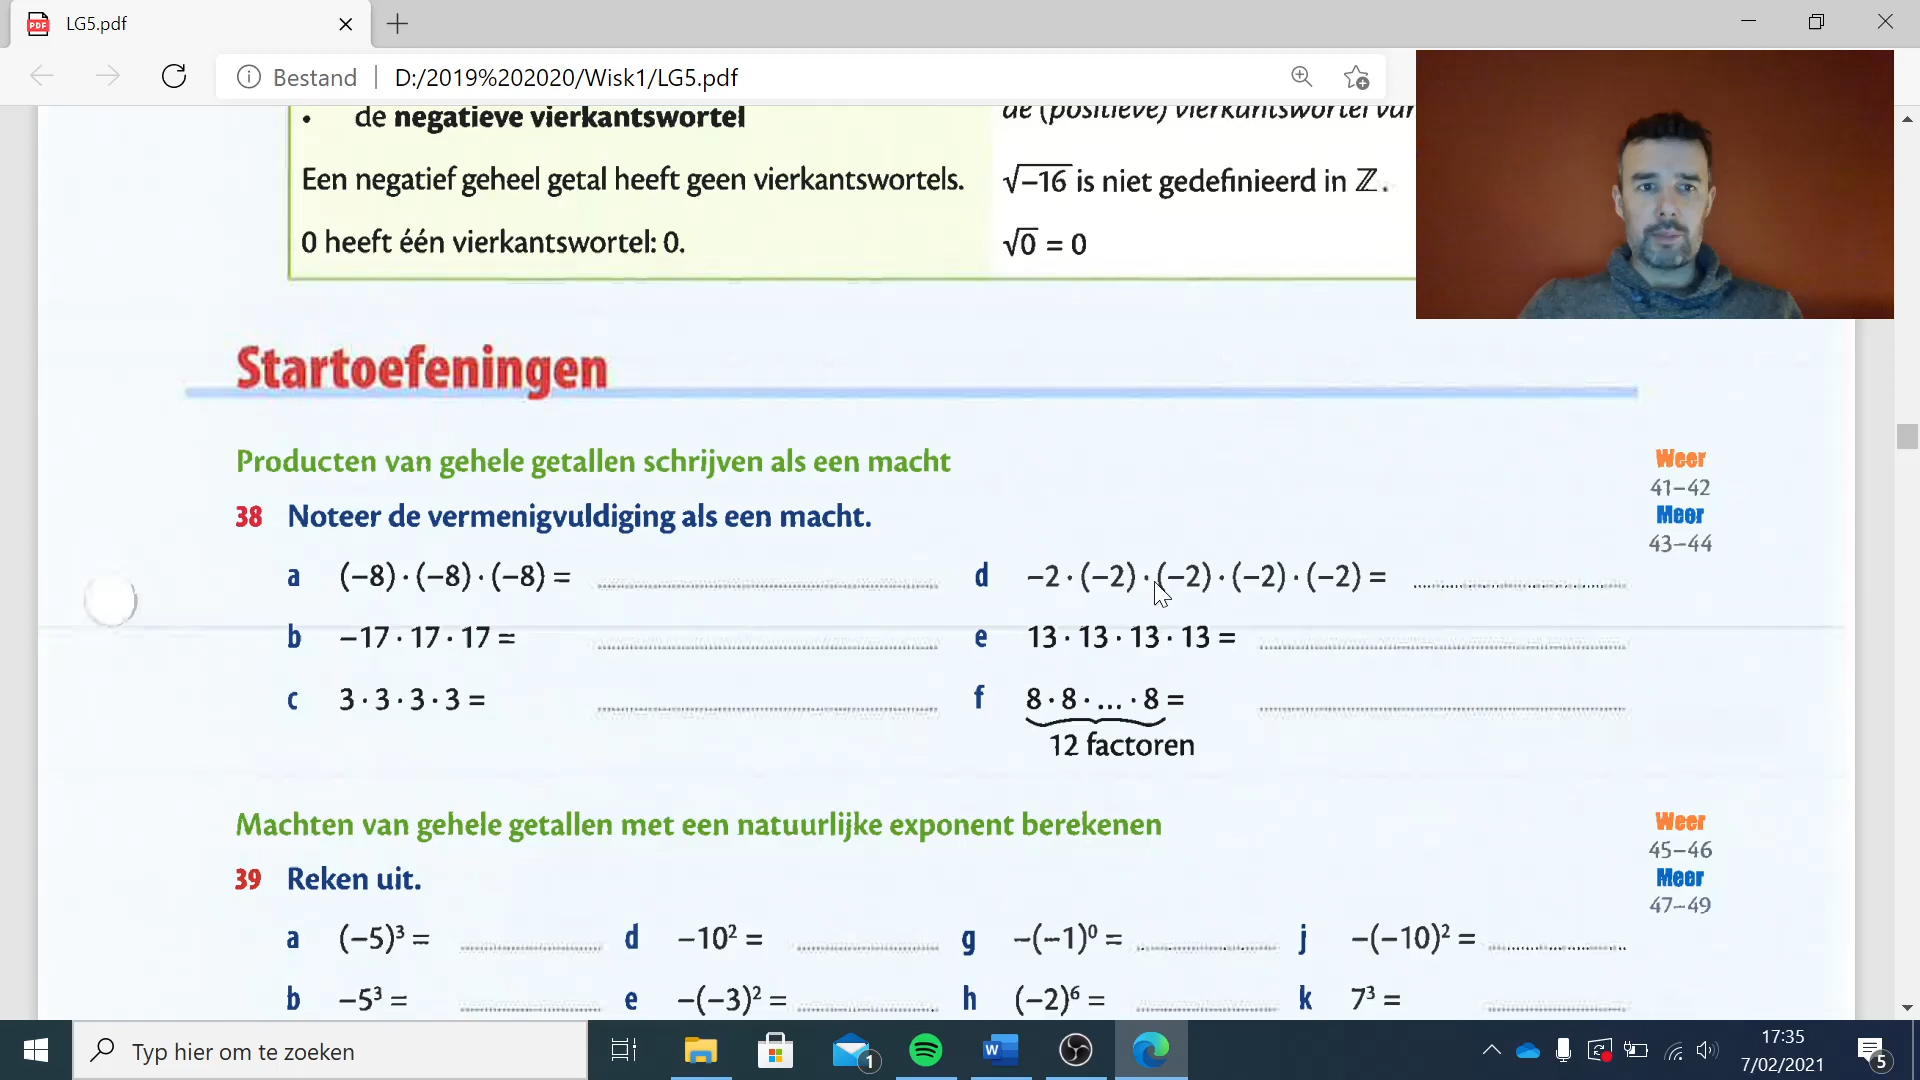 LG5.pdf
Bestand | D:/2019%202020/Wisk1/LG5.pdf
• de negatieve vierkantswortel
de (positieve) vierkantswortel van
Een negatief geheel getal heeft geen vierkantswortels.
√−16 is niet gedefinieerd in ℤ.
0 heeft één vierkantswortel: 0.
√0 = 0
Startoefeningen
Producten van gehele getallen schrijven als een macht
Weer
41–42
Meer
43–44
38 Noteer de vermenigvuldiging als een macht.
a (−8) · (−8) · (−8) =
d −2 · (−2) · (−2) · (−2) · (−2) =
b −17 · 17 · 17 =
e 13 · 13 · 13 · 13 =
c 3 · 3 · 3 · 3 =
f 8 · 8 · ... · 8 =
12 factoren
Machten van gehele getallen met een natuurlijke exponent berekenen
Weer
45–46
Meer
47–49
39 Reken uit.
a (−5)³ =
d −10² =
g −(−1)⁰ =
j −(−10)² =
b −5³ =
e −(−3)² =
h (−2)⁶ =
k 7³ =
Typ hier om te zoeken
1
17:35
7/02/2021
5